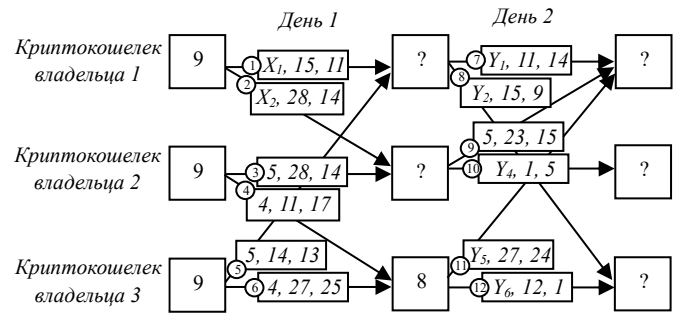 День 1
День 2
Криптокошелек
владельца 1
9
1
X1, 15, 11
2
X2, 28, 14
?
7
Y1, 11, 14
8
Y2, 15, 9
?
Криптокошелек
владельца 2
9
3
5, 28, 14
4
4, 11, 17
?
9
5, 23, 15
10
Y4, 1, 5
?
Криптокошелек
владельца 3
9
5
5, 14, 13
6
4, 27, 25
8
11
Y5, 27, 24
12
Y6, 12, 1
?